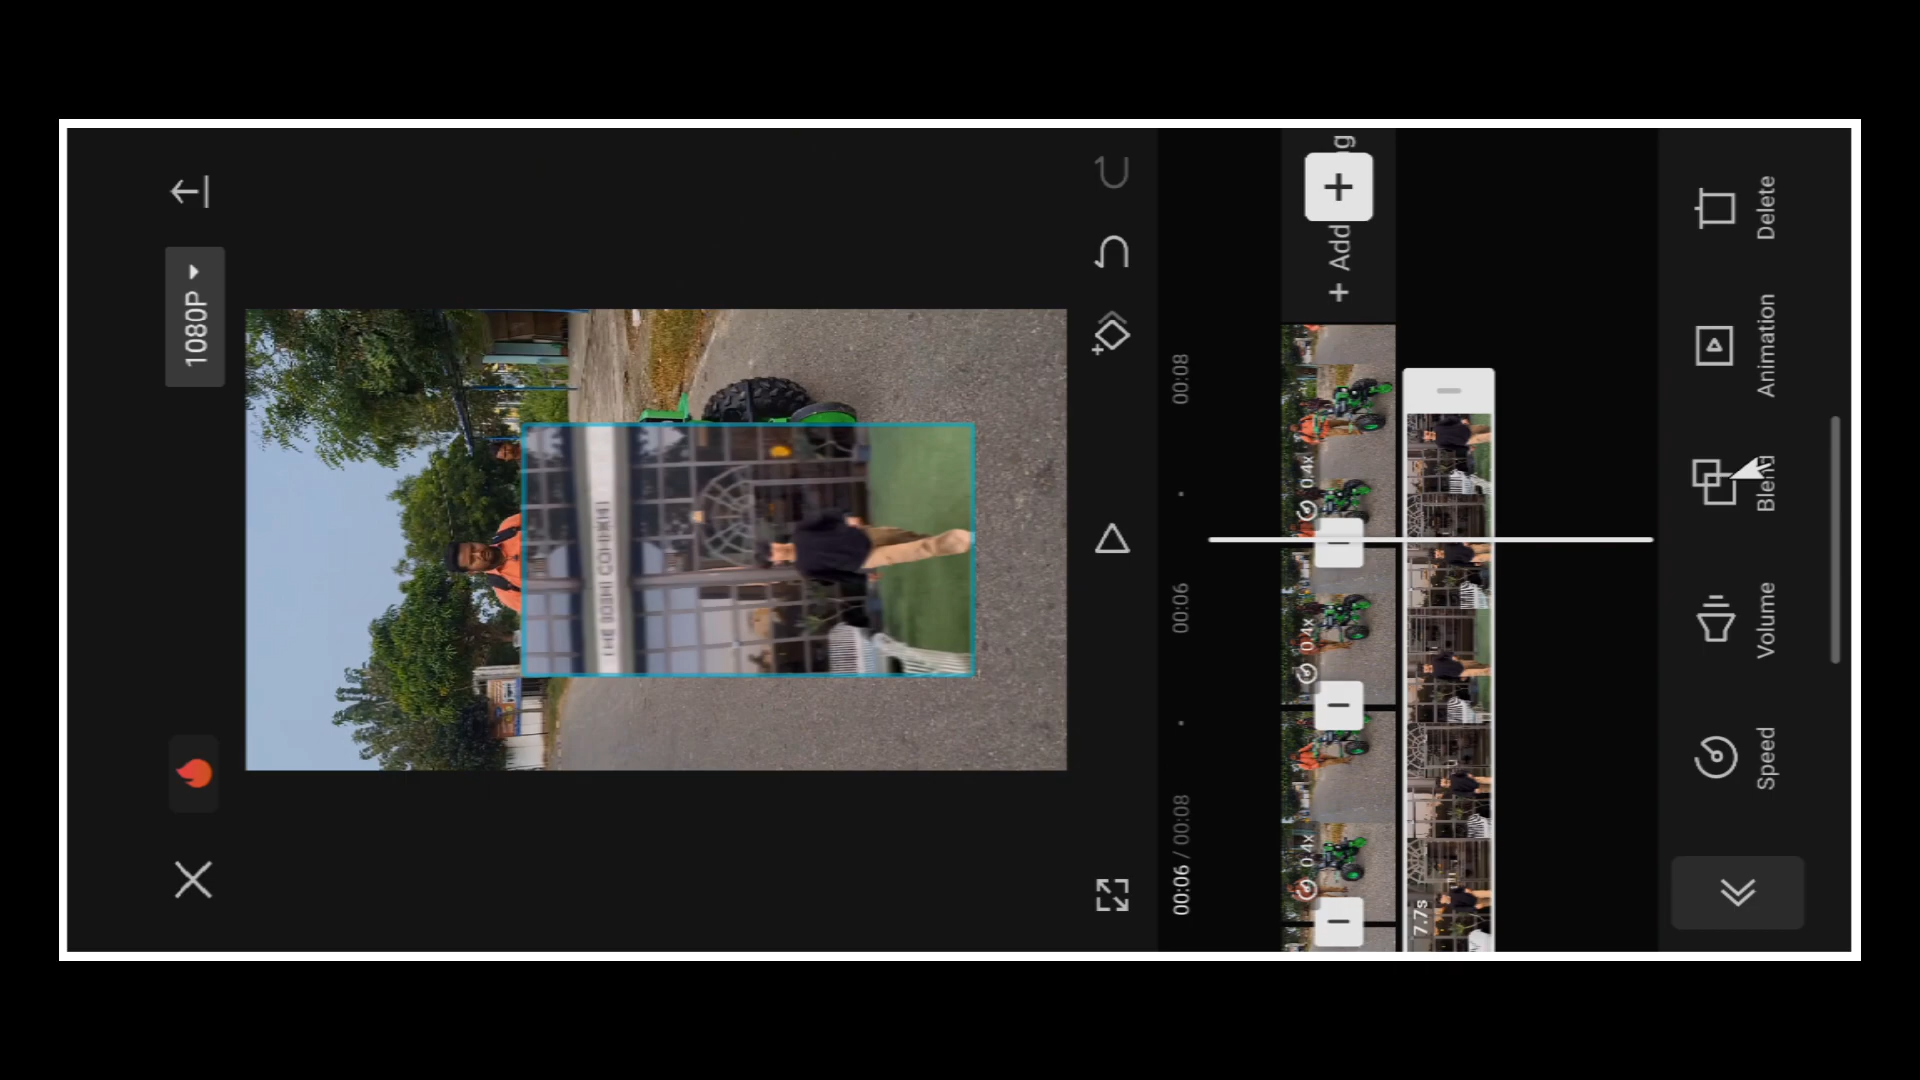 1080P
00:06 / 00:08
00:06
00:08
0.4x
0.4x
0.4x
+ Add
7.7s
Speed
Volume
Blend
Animation
Delete